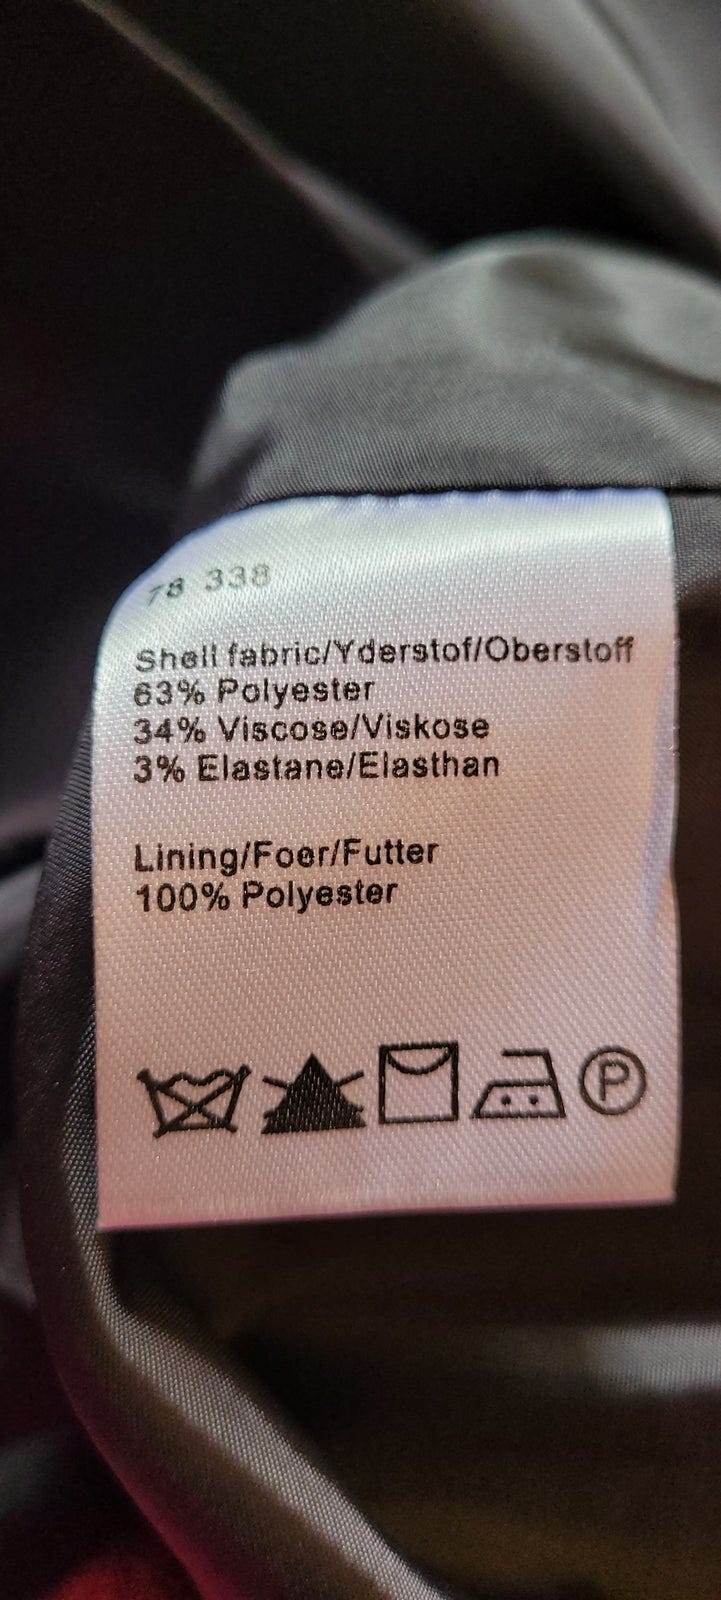 78 338
Shell fabric/Yderstof/Oberstoff
63% Polyester
34% Viscose/Viskose
3% Elastane/Elasthan
Lining/Foer/Futter
100% Polyester
P